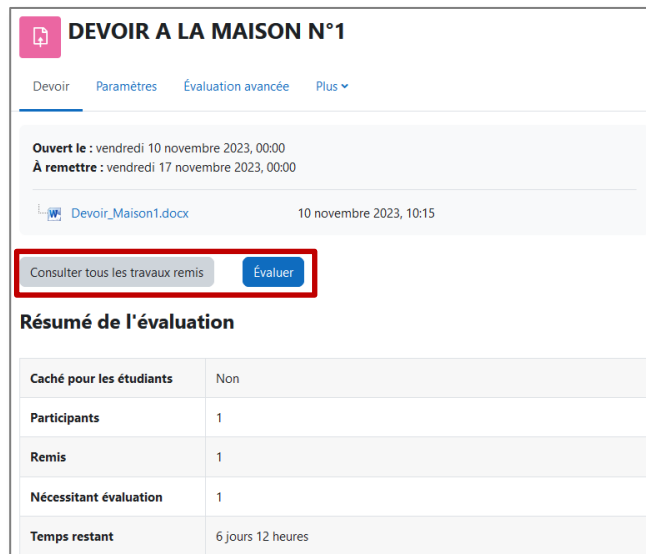 DEVOIR A LA MAISON N°1
Devoir Paramètres Évaluation avancée Plus
Ouvert le : vendredi 10 novembre 2023, 00:00
À remettre : vendredi 17 novembre 2023, 00:00
Devoir_Maison1.docx 10 novembre 2023, 10:15
Consulter tous les travaux remis Évaluer
Résumé de l'évaluation
Caché pour les étudiants Non
Participants 1
Remis 1
Nécessitant évaluation 1
Temps restant 6 jours 12 heures